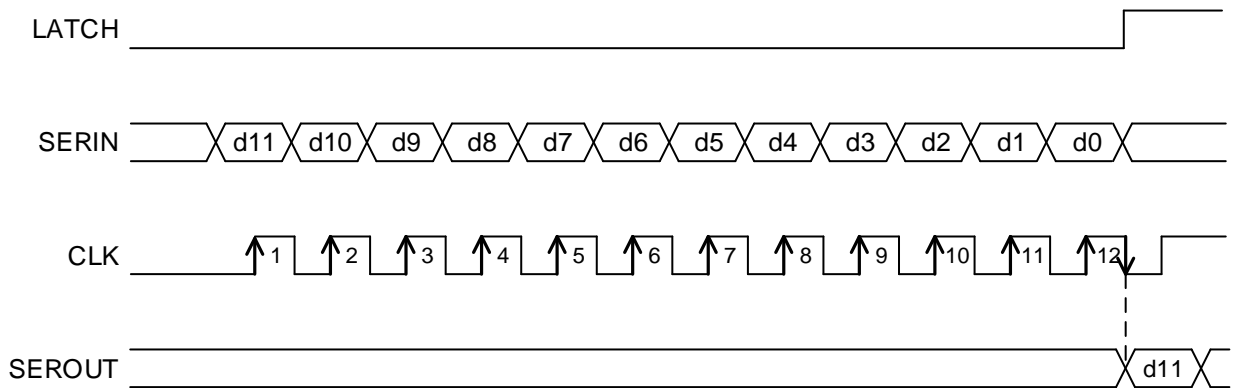 LATCH
SERIN d11 d10 d9 d8 d7 d6 d5 d4 d3 d2 d1 d0
CLK 1 2 3 4 5 6 7 8 9 10 11 12
SEROUT d11